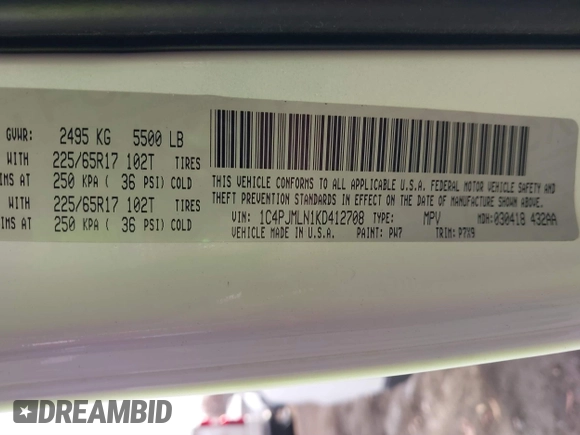 GVWR: 2495 KG 5500 LB
WITH 225/65R17 102T TIRES
IMS AT 250 KPA ( 36 PSI) COLD
WITH 225/65R17 102T TIRES
IMS AT 250 KPA ( 36 PSI) COLD
THIS VEHICLE CONFORMS TO ALL APPLICABLE U.S.A. FEDERAL MOTOR VEHICLE SAFETY AND
THEFT PREVENTION STANDARDS IN EFFECT ON THE DATE OF MANUFACTURE SHOWN ABOVE.
VIN: 1C4PJMLN1KD412708 TYPE: MPV MDH: 030418 432AA
VEHICLE MADE IN U.S.A. PAINT: PW7 TRIM: P7X9
DREAMBID